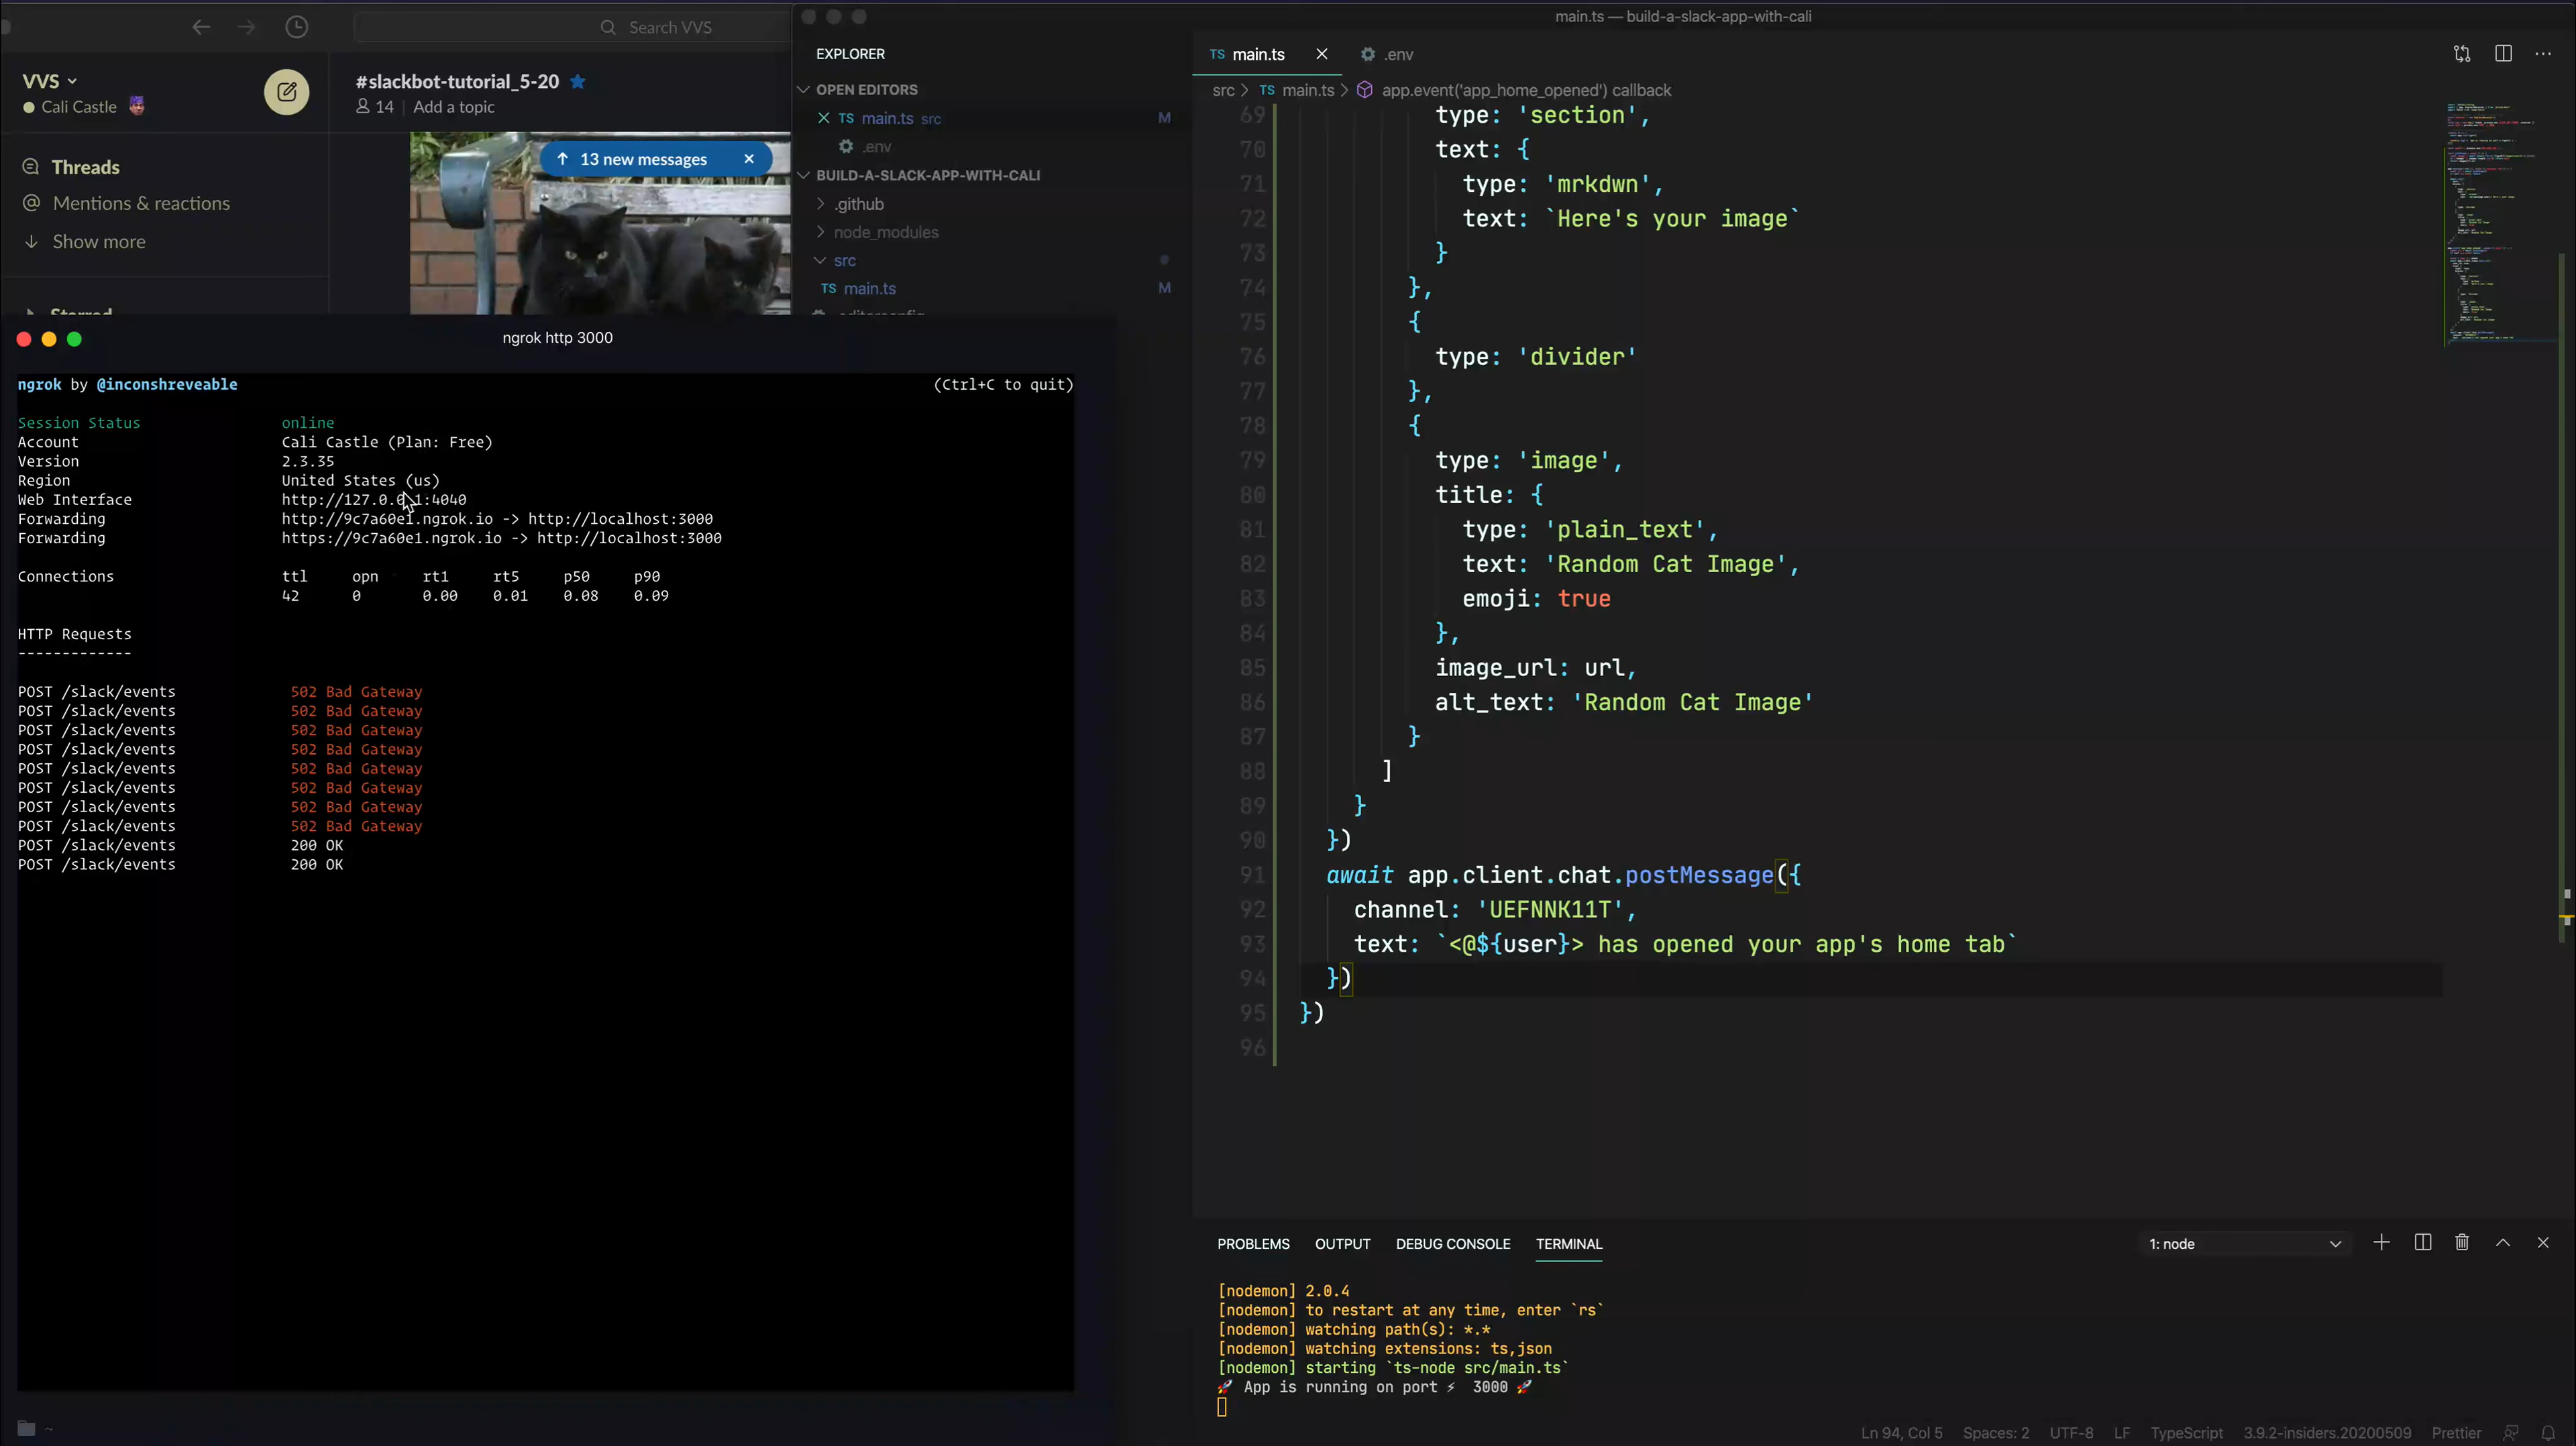 Search VVS
VVS
Cali Castle
#slackbot-tutorial_5-20
14 | Add a topic
Threads
Mentions & reactions
Show more
Starred
13 new messages
main.ts — build-a-slack-app-with-cali
EXPLORER
OPEN EDITORS
TS main.ts src M
.env
BUILD-A-SLACK-APP-WITH-CALI
.github
node_modules
src
TS main.ts M
.editorconfig
TS main.ts
.env
src > TS main.ts > app.event('app_home_opened') callback
69 type: 'section',
70 text: {
71 type: 'mrkdwn',
72 text: `Here's your image`
73 }
74 },
75 {
76 type: 'divider'
77 },
78 {
79 type: 'image',
80 title: {
81 type: 'plain_text',
82 text: 'Random Cat Image',
83 emoji: true
84 },
85 image_url: url,
86 alt_text: 'Random Cat Image'
87 }
88 ]
89 }
90 })
91 await app.client.chat.postMessage({
92 channel: 'UEFNNK11T',
93 text: `<@${user}> has opened your app's home tab`
94 })
95 })
96
ngrok http 3000
ngrok by @inconshreveable (Ctrl+C to quit)
Session Status online
Account Cali Castle (Plan: Free)
Version 2.3.35
Region United States (us)
Web Interface http://127.0.0.1:4040
Forwarding http://9c7a60e1.ngrok.io -> http://localhost:3000
Forwarding https://9c7a60e1.ngrok.io -> http://localhost:3000
Connections ttl opn rt1 rt5 p50 p90
42 0 0.00 0.01 0.08 0.09
HTTP Requests
-------------
POST /slack/events 502 Bad Gateway
POST /slack/events 502 Bad Gateway
POST /slack/events 502 Bad Gateway
POST /slack/events 502 Bad Gateway
POST /slack/events 502 Bad Gateway
POST /slack/events 502 Bad Gateway
POST /slack/events 502 Bad Gateway
POST /slack/events 502 Bad Gateway
POST /slack/events 200 OK
POST /slack/events 200 OK
~
PROBLEMS OUTPUT DEBUG CONSOLE TERMINAL
1: node
[nodemon] 2.0.4
[nodemon] to restart at any time, enter `rs`
[nodemon] watching path(s): *.*
[nodemon] watching extensions: ts,json
[nodemon] starting `ts-node src/main.ts`
🚀 App is running on port ⚡ 3000 🚀
Ln 94, Col 5 Spaces: 2 UTF-8 LF TypeScript 3.9.2-insiders.20200509 Prettier